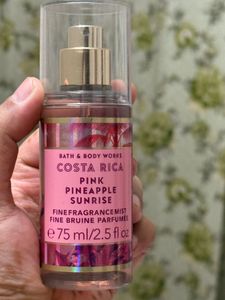 BATH & BODY WORKS
COSTA RICA
PINK
PINEAPPLE
SUNRISE
FINE FRAGRANCE MIST
FINE BRUINE PARFUMÉE
℮ 75 ml/2.5 fl oz